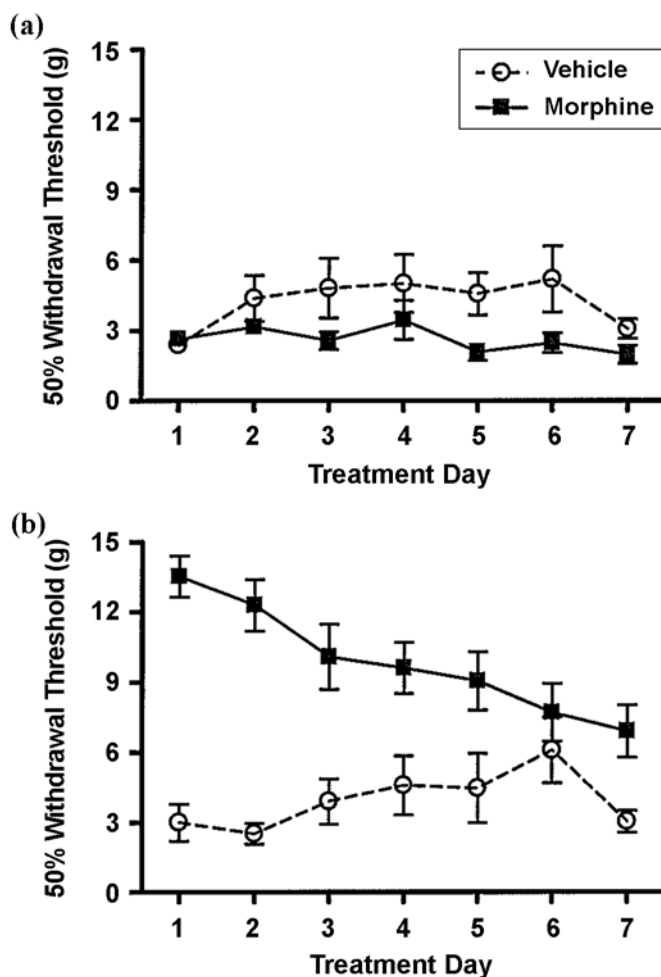 (a)
50% Withdrawal Threshold (g)
15
12
9
6
3
0
Vehicle
Morphine
1 2 3 4 5 6 7
Treatment Day
(b)
50% Withdrawal Threshold (g)
15
12
9
6
3
0
1 2 3 4 5 6 7
Treatment Day